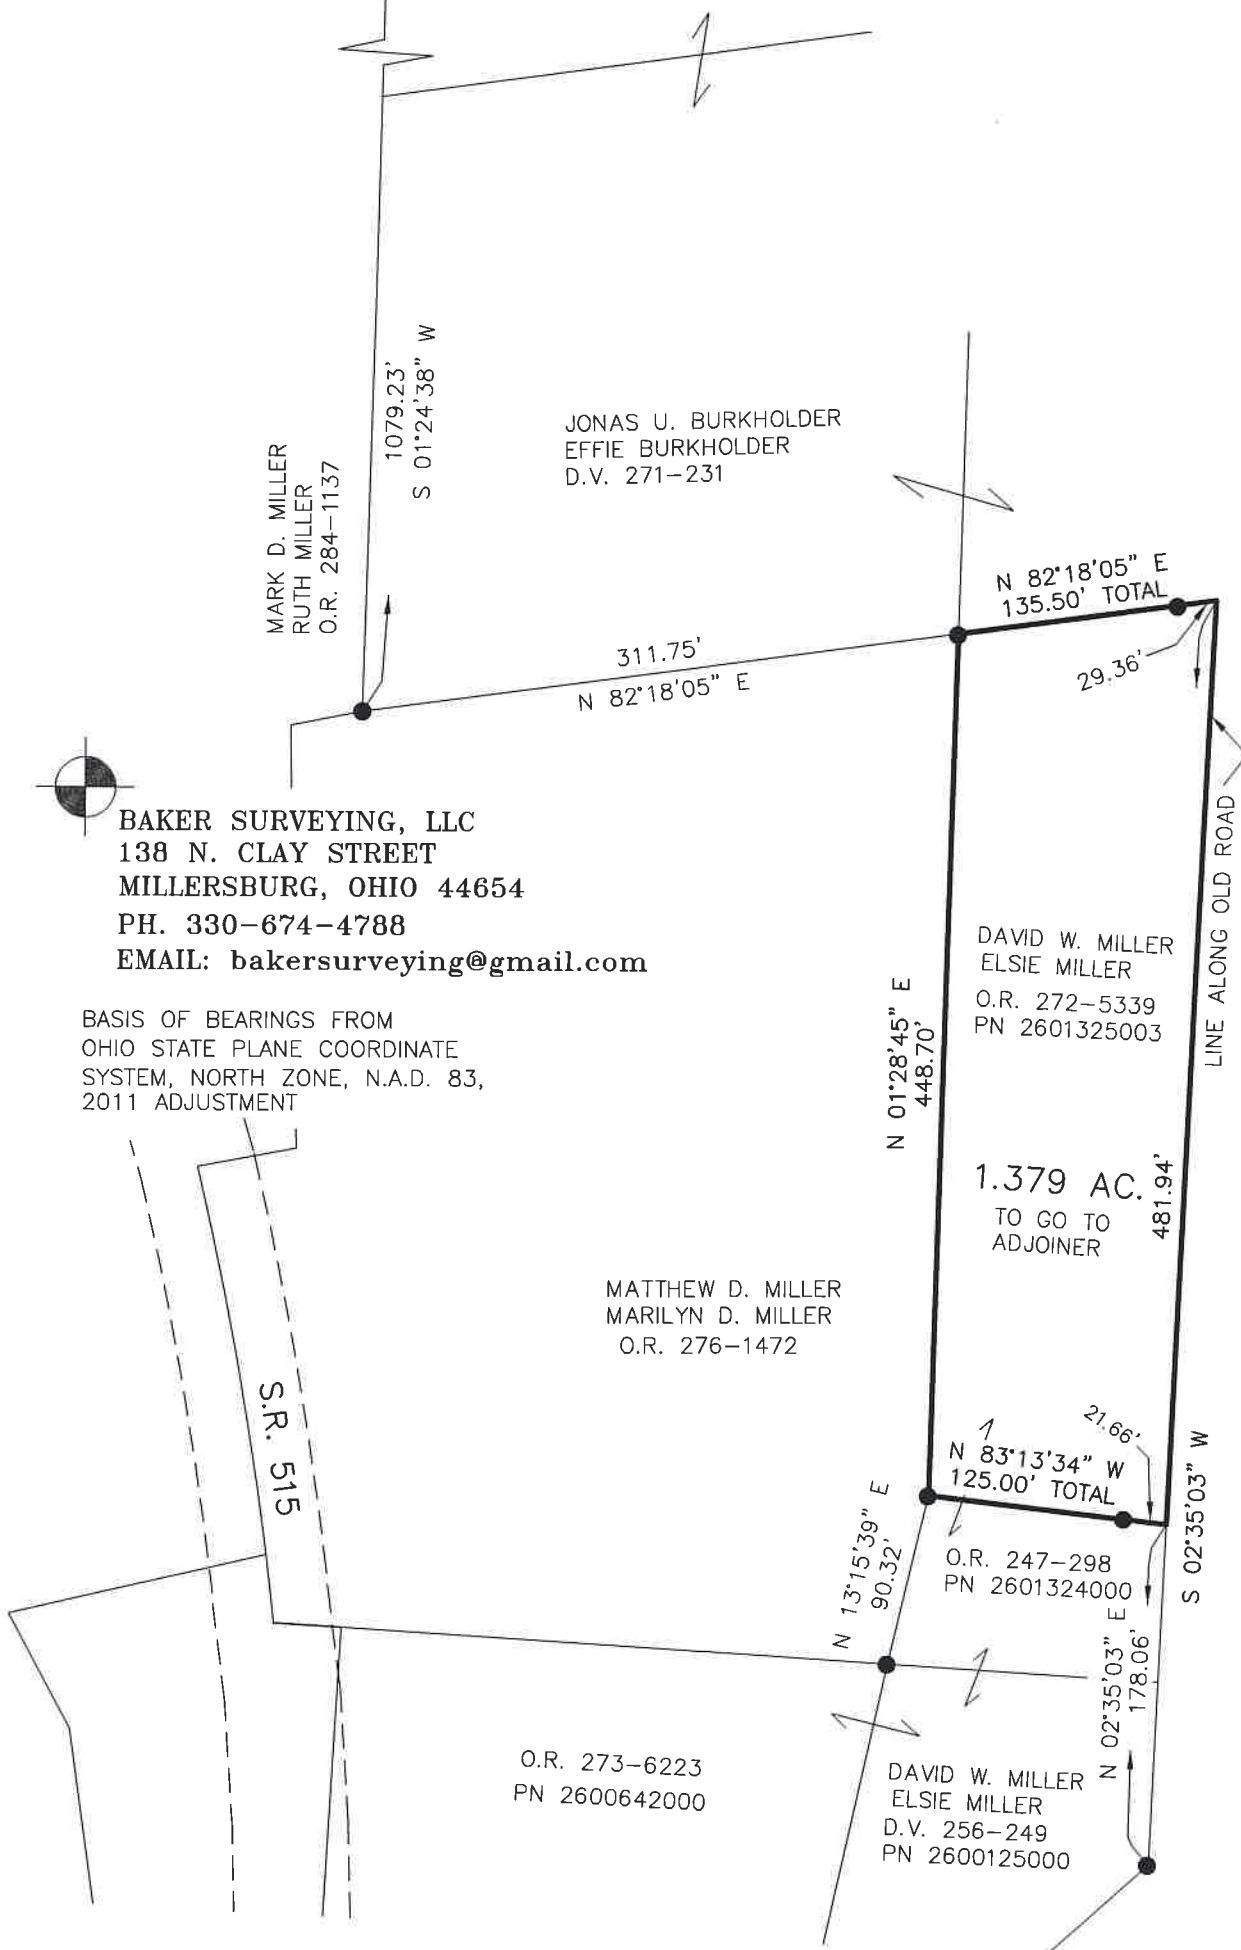 1079.23'
S 01°24'38" W
MARK D. MILLER
RUTH MILLER
O.R. 284-1137
JONAS U. BURKHOLDER
EFFIE BURKHOLDER
D.V. 271-231
N 82°18'05" E
135.50' TOTAL
29.36'
311.75'
N 82°18'05" E
BAKER SURVEYING, LLC
138 N. CLAY STREET
MILLERSBURG, OHIO 44654
PH. 330-674-4788
EMAIL: bakersurveying@gmail.com
BASIS OF BEARINGS FROM
OHIO STATE PLANE COORDINATE
SYSTEM, NORTH ZONE, N.A.D. 83,
2011 ADJUSTMENT
LINE ALONG OLD ROAD
DAVID W. MILLER
ELSIE MILLER
O.R. 272-5339
PN 2601325003
N 01°28'45" E
448.70'
1.379 AC.
TO GO TO
ADJOINER
481.94'
MATTHEW D. MILLER
MARILYN D. MILLER
O.R. 276-1472
S.R. 515
21.66'
N 83°13'34" W
125.00' TOTAL
S 02°35'03" W
N 13°15'39" E
90.32'
O.R. 247-298
PN 2601324000
N 02°35'03" E
178.06'
O.R. 273-6223
PN 2600642000
DAVID W. MILLER
ELSIE MILLER
D.V. 256-249
PN 2600125000